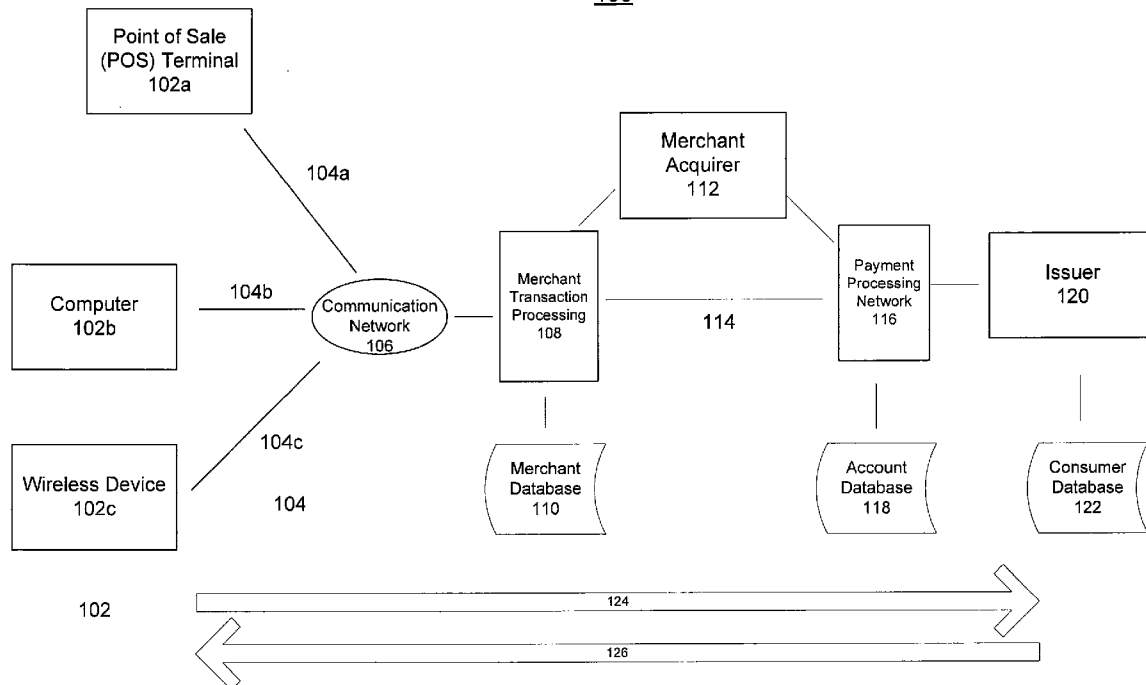 Point of Sale
(POS) Terminal
102a
104a
Merchant
Acquirer
112
Computer
102b
104b
Communication
Network
106
Merchant
Transaction
Processing
108
114
Payment
Processing
Network
116
Issuer
120
Wireless Device
102c
104c
104
Merchant
Database
110
Account
Database
118
Consumer
Database
122
102
124
126